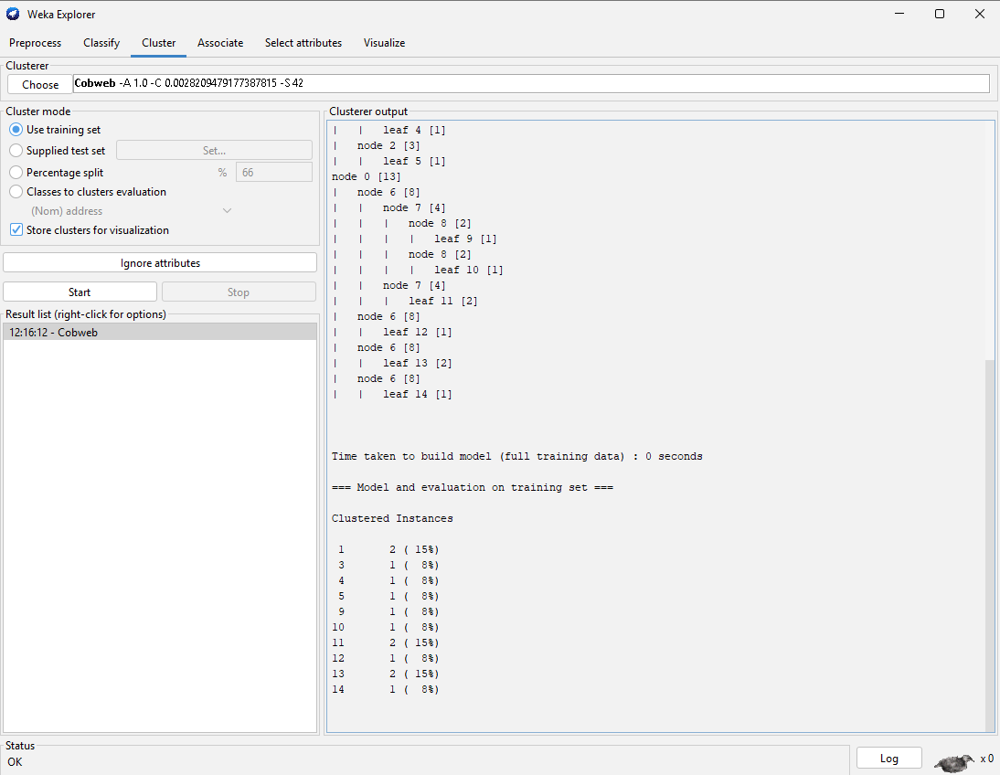 Weka Explorer
Preprocess Classify Cluster Associate Select attributes Visualize
Clusterer
Choose Cobweb -A 1.0 -C 0.0028209479177387815 -S 42
Cluster mode
Use training set
Supplied test set Set...
Percentage split % 66
Classes to clusters evaluation
(Nom) address
Store clusters for visualization
Ignore attributes
Start Stop
Result list (right-click for options)
12:16:12 - Cobweb
Clusterer output
| | leaf 4 [1]
| node 2 [3]
| | leaf 5 [1]
node 0 [13]
| node 6 [8]
| | node 7 [4]
| | | node 8 [2]
| | | | leaf 9 [1]
| | | node 8 [2]
| | | | leaf 10 [1]
| | node 7 [4]
| | | leaf 11 [2]
| node 6 [8]
| | leaf 12 [1]
| node 6 [8]
| | leaf 13 [2]
| node 6 [8]
| | leaf 14 [1]
Time taken to build model (full training data) : 0 seconds
=== Model and evaluation on training set ===
Clustered Instances
1 2 ( 15%)
3 1 ( 8%)
4 1 ( 8%)
5 1 ( 8%)
9 1 ( 8%)
10 1 ( 8%)
11 2 ( 15%)
12 1 ( 8%)
13 2 ( 15%)
14 1 ( 8%)
Status
OK
Log
x 0